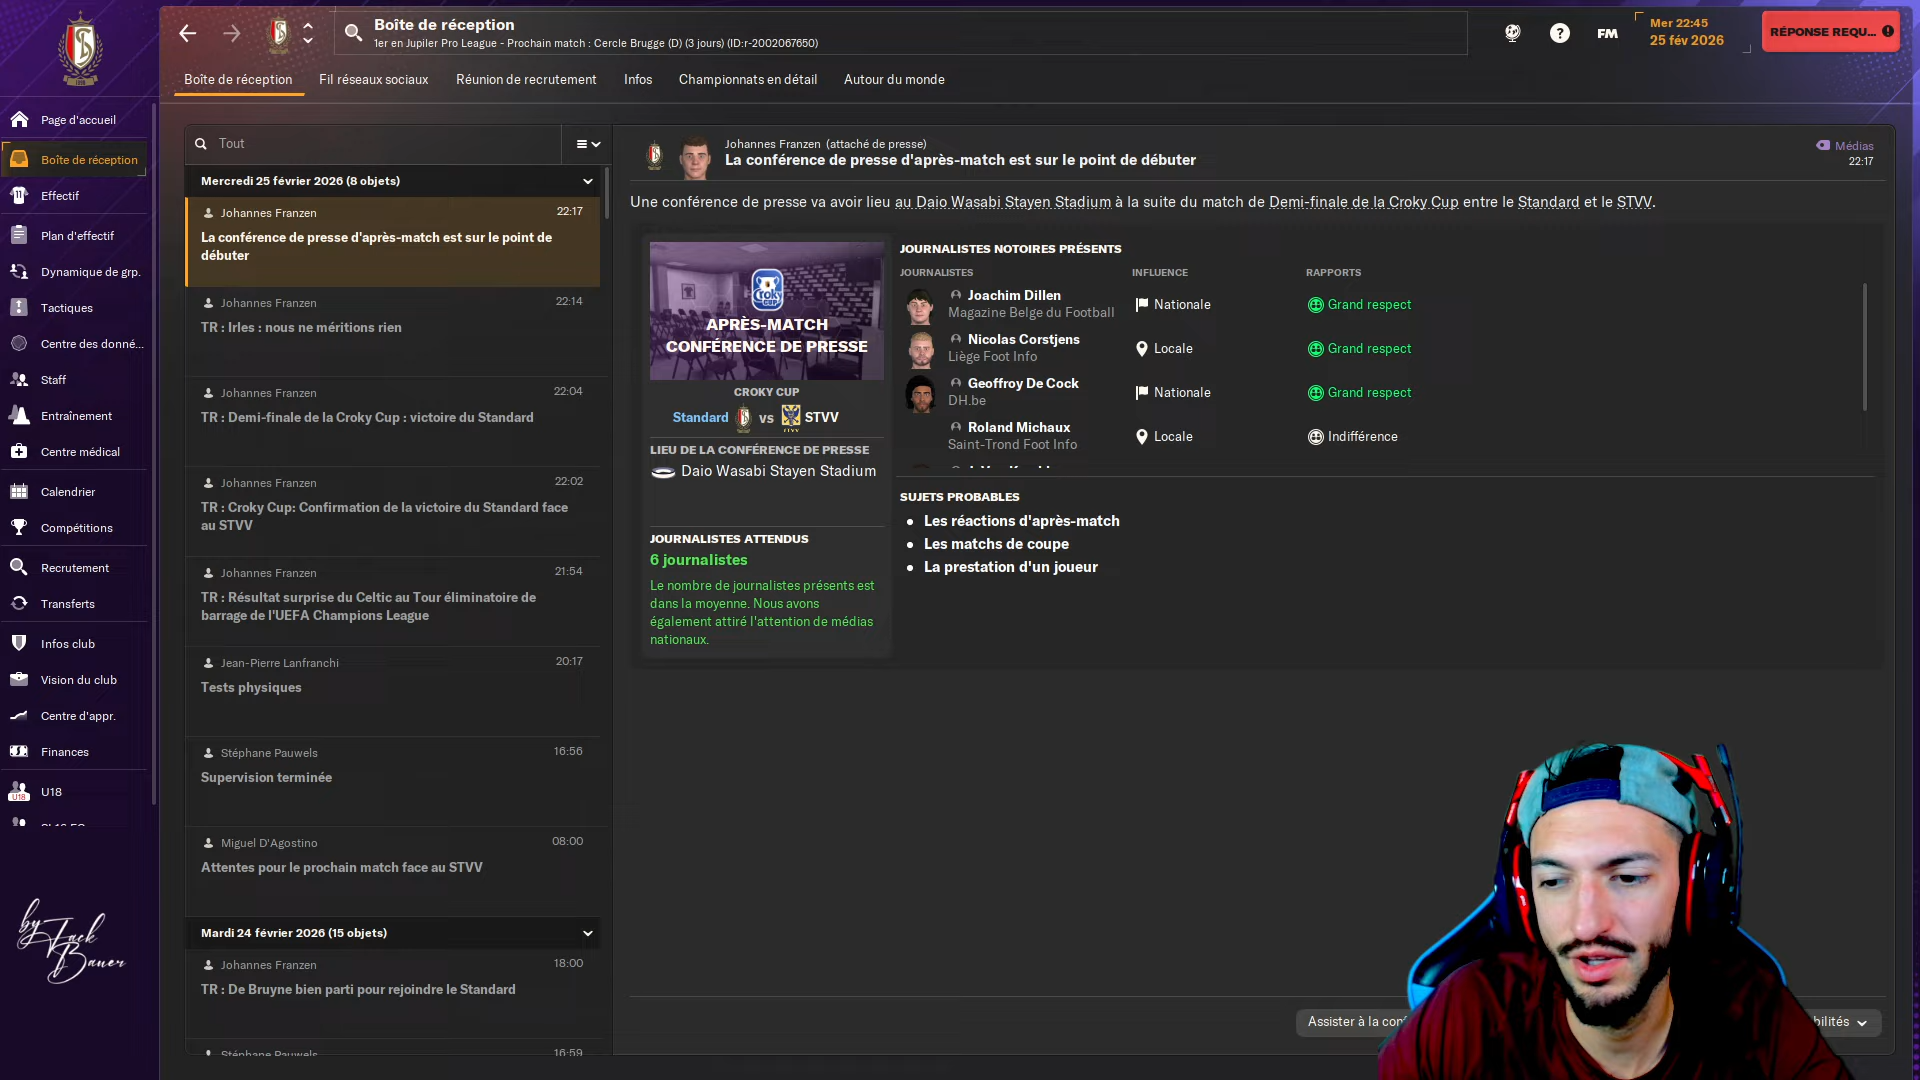 Boîte de réception
1er en Jupiler Pro League - Prochain match : Cercle Brugge (D) (3 jours) (ID:r-2002067650)
FM
Mer 22:45
25 fév 2026
RÉPONSE REQU...
Boîte de réception
Fil réseaux sociaux
Réunion de recrutement
Infos
Championnats en détail
Autour du monde
Page d'accueil
Boîte de réception
Effectif
Plan d'effectif
Dynamique de grp.
Tactiques
Centre des donné...
Staff
Entraînement
Centre médical
Calendrier
Compétitions
Recrutement
Transferts
Infos club
Vision du club
Centre d'appr.
Finances
U18
by Jack Bauer
Tout
Mercredi 25 février 2026 (8 objets)
Johannes Franzen 22:17
La conférence de presse d'après-match est sur le point de
débuter
Johannes Franzen 22:14
TR : Irles : nous ne méritions rien
Johannes Franzen 22:04
TR : Demi-finale de la Croky Cup : victoire du Standard
Johannes Franzen 22:02
TR : Croky Cup: Confirmation de la victoire du Standard face
au STVV
Johannes Franzen 21:54
TR : Résultat surprise du Celtic au Tour éliminatoire de
barrage de l'UEFA Champions League
Jean-Pierre Lanfranchi 20:17
Tests physiques
Stéphane Pauwels 16:56
Supervision terminée
Miguel D'Agostino 08:00
Attentes pour le prochain match face au STVV
Mardi 24 février 2026 (15 objets)
Johannes Franzen 18:00
TR : De Bruyne bien parti pour rejoindre le Standard
Stéphane Pauwels 16:59
Johannes Franzen (attaché de presse)
La conférence de presse d'après-match est sur le point de débuter
Médias
22:17
Une conférence de presse va avoir lieu au Daio Wasabi Stayen Stadium à la suite du match de Demi-finale de la Croky Cup entre le Standard et le STVV.
Croky
CUP
APRÈS-MATCH
CONFÉRENCE DE PRESSE
CROKY CUP
Standard vs STVV
LIEU DE LA CONFÉRENCE DE PRESSE
Daio Wasabi Stayen Stadium
JOURNALISTES ATTENDUS
6 journalistes
Le nombre de journalistes présents est
dans la moyenne. Nous avons
également attiré l'attention de médias
nationaux.
JOURNALISTES NOTOIRES PRÉSENTS
JOURNALISTES INFLUENCE RAPPORTS
Joachim Dillen
Magazine Belge du Football
Nationale
Grand respect
Nicolas Corstjens
Liège Foot Info
Locale
Grand respect
Geoffroy De Cock
DH.be
Nationale
Grand respect
Roland Michaux
Saint-Trond Foot Info
Locale
Indifférence
SUJETS PROBABLES
• Les réactions d'après-match
• Les matchs de coupe
• La prestation d'un joueur
Assister à la conf
bilités